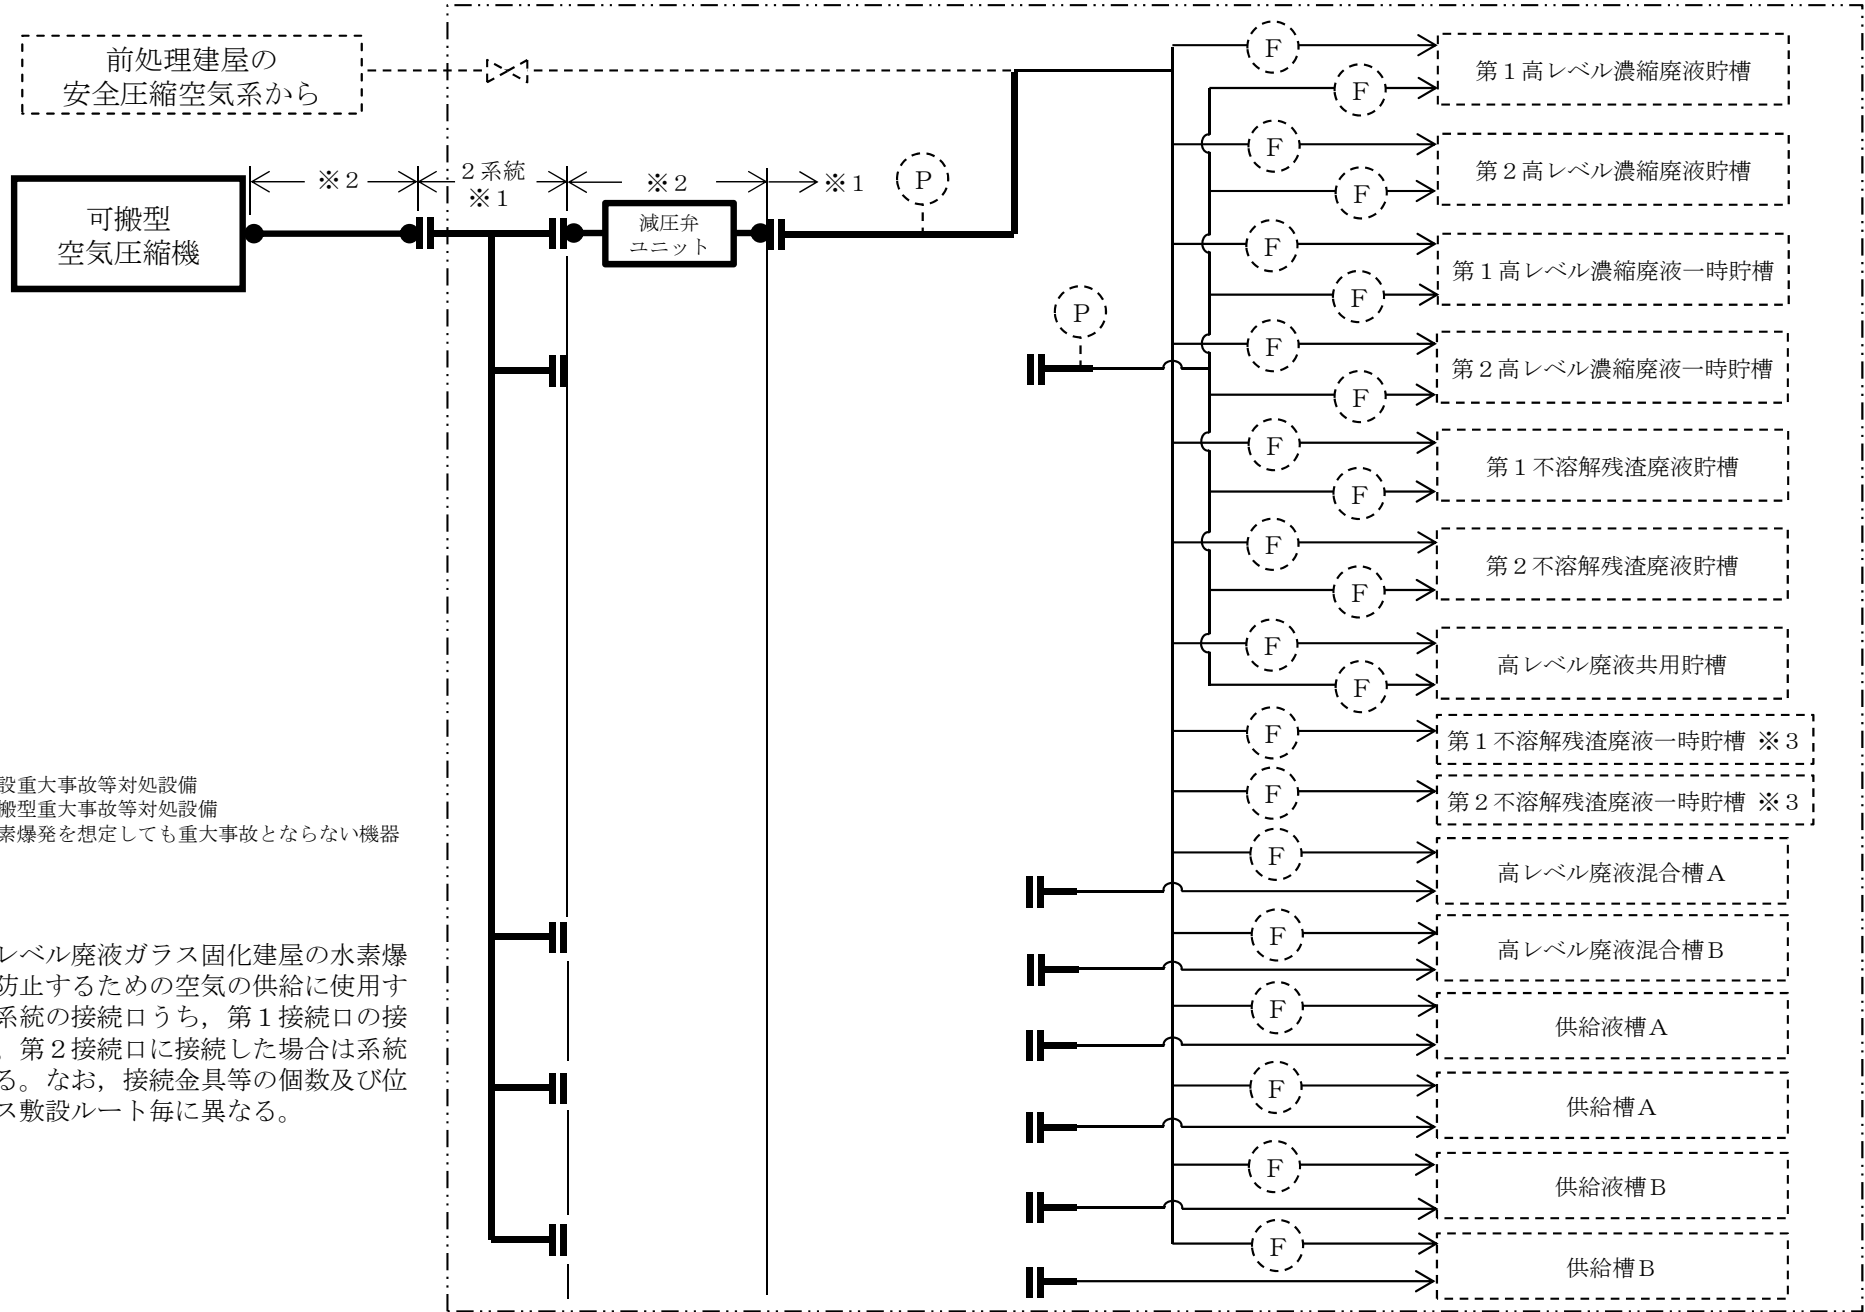 前処理建屋の
安全圧縮空気系から
※2
2系統
※1
※2
※1
P
可搬型
空気圧縮機
減圧弁
ユニット
P
F
第1高レベル濃縮廃液貯槽
F
F
第2高レベル濃縮廃液貯槽
F
F
第1高レベル濃縮廃液一時貯槽
F
F
第2高レベル濃縮廃液一時貯槽
F
F
第1不溶解残渣廃液貯槽
F
F
第2不溶解残渣廃液貯槽
F
F
高レベル廃液共用貯槽
F
F
第1不溶解残渣廃液一時貯槽 ※3
F
第2不溶解残渣廃液一時貯槽 ※3
F
高レベル廃液混合槽A
F
高レベル廃液混合槽B
F
供給液槽A
F
供給槽A
F
供給液槽B
F
供給槽B
設重大事故等対処設備
搬型重大事故等対処設備
素爆発を想定しても重大事故とならない機器
レベル廃液ガラス固化建屋の水素爆
防止するための空気の供給に使用す
系統の接続口うち，第1接続口の接
，第2接続口に接続した場合は系統
る。なお，接続金具等の個数及び位
ス敷設ルート毎に異なる。